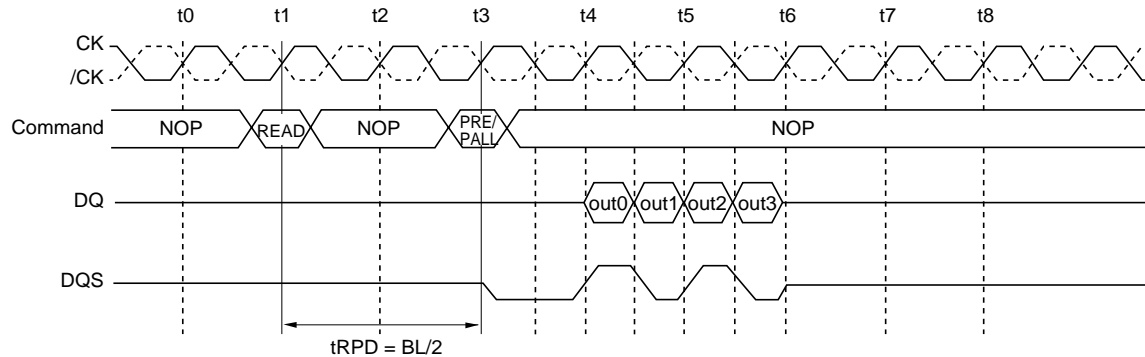 t0 t1 t2 t3 t4 t5 t6 t7 t8
CK
/CK
Command NOP READ NOP PRE/ PALL NOP
DQ out0 out1 out2 out3
DQS
tRPD = BL/2